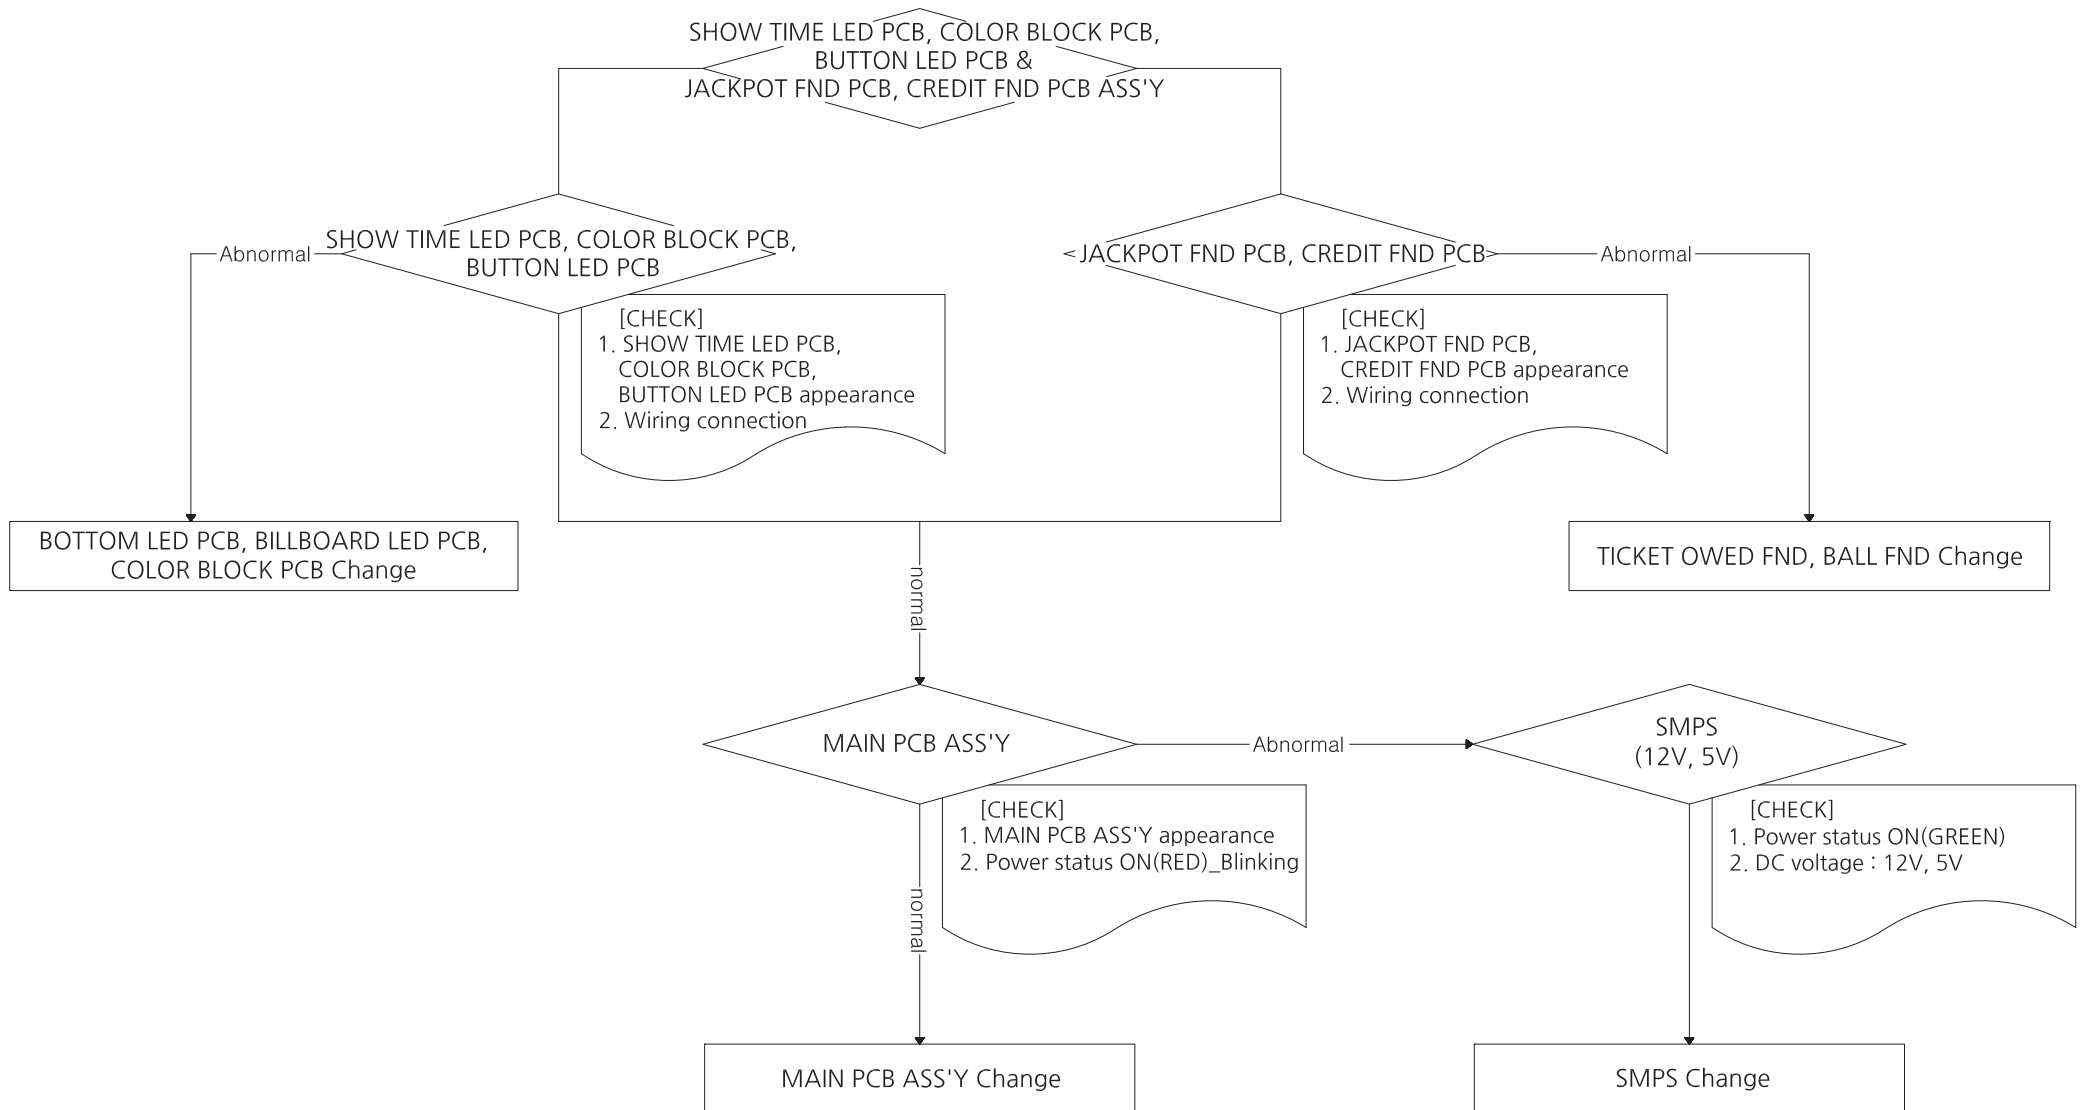 SHOW TIME LED PCB, COLOR BLOCK PCB,
BUTTON LED PCB &
JACKPOT FND PCB, CREDIT FND PCB ASS'Y
Abnormal
SHOW TIME LED PCB, COLOR BLOCK PCB,
BUTTON LED PCB
JACKPOT FND PCB, CREDIT FND PCB
Abnormal
[CHECK]
1. SHOW TIME LED PCB,
COLOR BLOCK PCB,
BUTTON LED PCB appearance
2. Wiring connection
[CHECK]
1. JACKPOT FND PCB,
CREDIT FND PCB appearance
2. Wiring connection
BOTTOM LED PCB, BILLBOARD LED PCB,
COLOR BLOCK PCB Change
TICKET OWED FND, BALL FND Change
normal
MAIN PCB ASS'Y
Abnormal
SMPS
(12V, 5V)
[CHECK]
1. MAIN PCB ASS'Y appearance
2. Power status ON(RED)_Blinking
[CHECK]
1. Power status ON(GREEN)
2. DC voltage : 12V, 5V
normal
MAIN PCB ASS'Y Change
SMPS Change